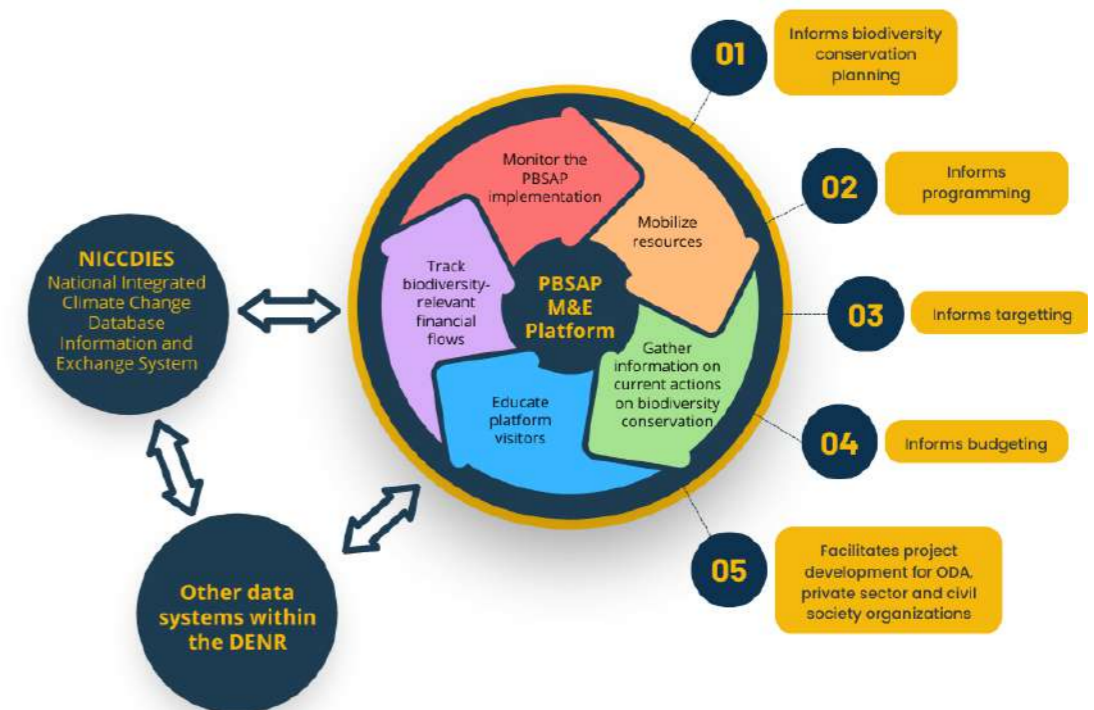 01
Informs biodiversity
conservation
planning
02
Informs
programming
03
Informs targetting
04
Informs budgeting
05
Facilitates project
development for ODA,
private sector and civil
society organizations
Monitor the
PBSAP
implementation
Mobilize
resources
Gather
information on
current actions
on biodiversity
conservation
Educate
platform
visitors
Track
biodiversity-
relevant
financial
flows
PBSAP
M&E
Platform
NICCDIES
National Integrated
Climate Change
Database
Information and
Exchange System
Other data
systems within
the DENR